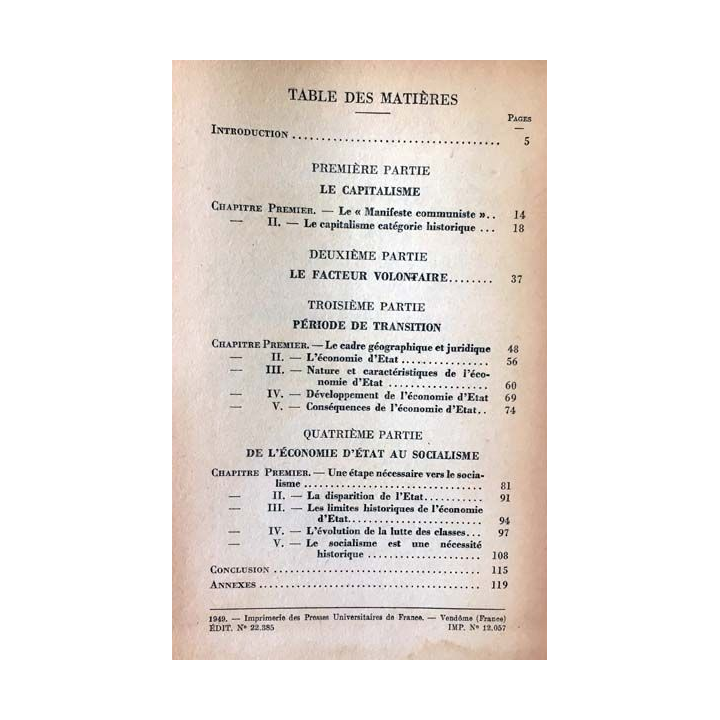 TABLE DES MATIÈRES
PAGES
INTRODUCTION .................................... 5
PREMIÈRE PARTIE
LE CAPITALISME
CHAPITRE PREMIER. — Le « Manifeste communiste ».. 14
— II. — Le capitalisme catégorie historique ... 18
DEUXIÈME PARTIE
LE FACTEUR VOLONTAIRE........ 37
TROISIÈME PARTIE
PÉRIODE DE TRANSITION
CHAPITRE PREMIER. — Le cadre géographique et juridique 48
— II. — L'économie d'Etat ............... 56
— III. — Nature et caractéristiques de l'éco-
nomie d'Etat ................. 60
— IV. — Développement de l'économie d'Etat 69
— V. — Conséquences de l'économie d'Etat.. 74
QUATRIÈME PARTIE
DE L'ÉCONOMIE D'ÉTAT AU SOCIALISME
CHAPITRE PREMIER. — Une étape nécessaire vers le socia-
lisme ............................... 81
— II. — La disparition de l'Etat........... 91
— III. — Les limites historiques de l'économie
d'Etat....................... 94
— IV. — L'évolution de la lutte des classes... 97
— V. — Le socialisme est une nécessité
historique ................... 108
CONCLUSION .................................... 115
ANNEXES ...................................... 119
1949. — Imprimerie des Presses Universitaires de France. — Vendôme (France)
ÉDIT. N° 22.385 IMP. N° 12.057